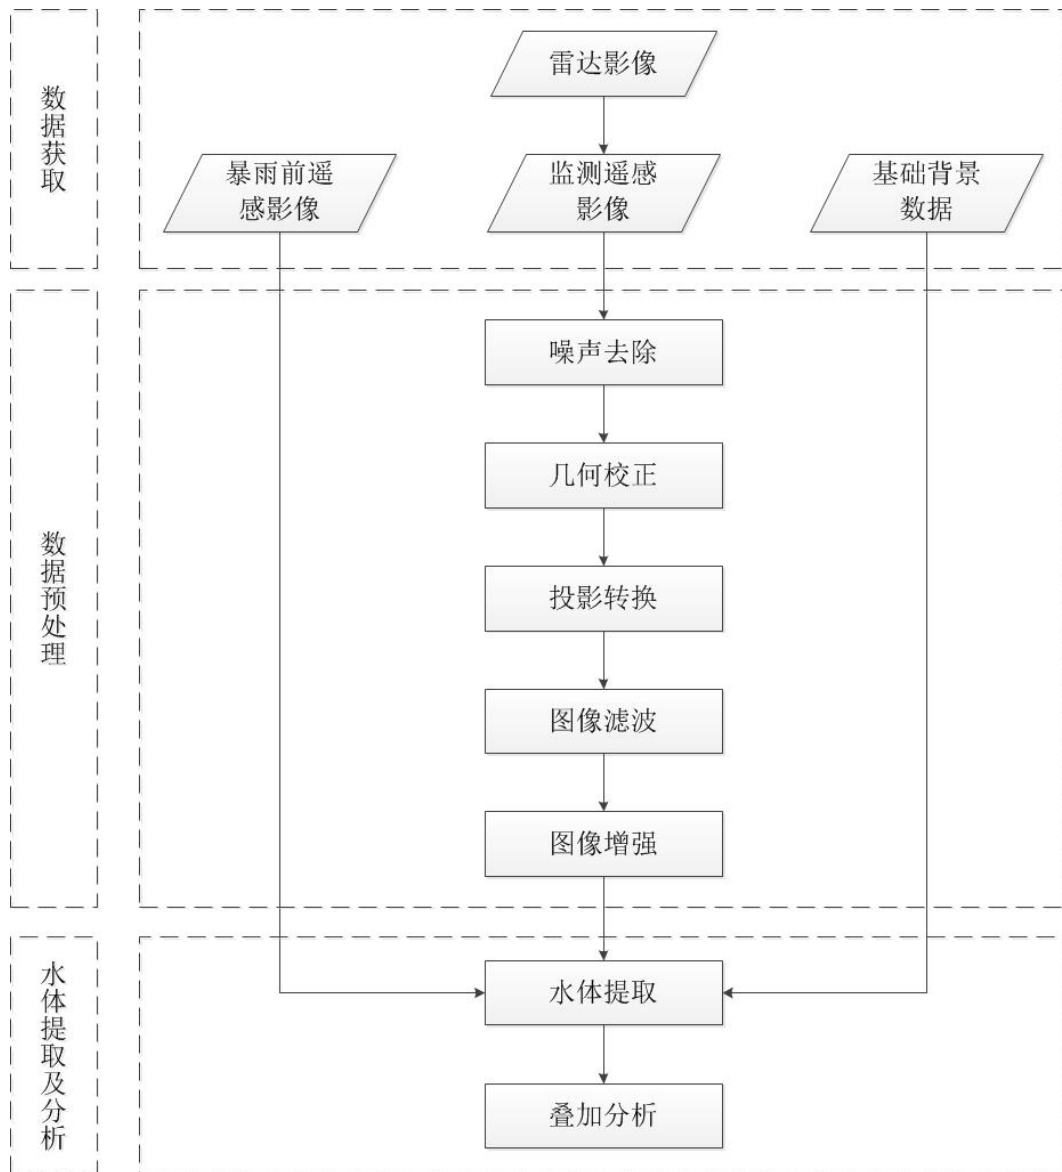 数据获取
雷达影像
暴雨前遥
感影像
监测遥感
影像
基础背景
数据
数据预处理
噪声去除
几何校正
投影转换
图像滤波
图像增强
水体提取及分析
水体提取
叠加分析